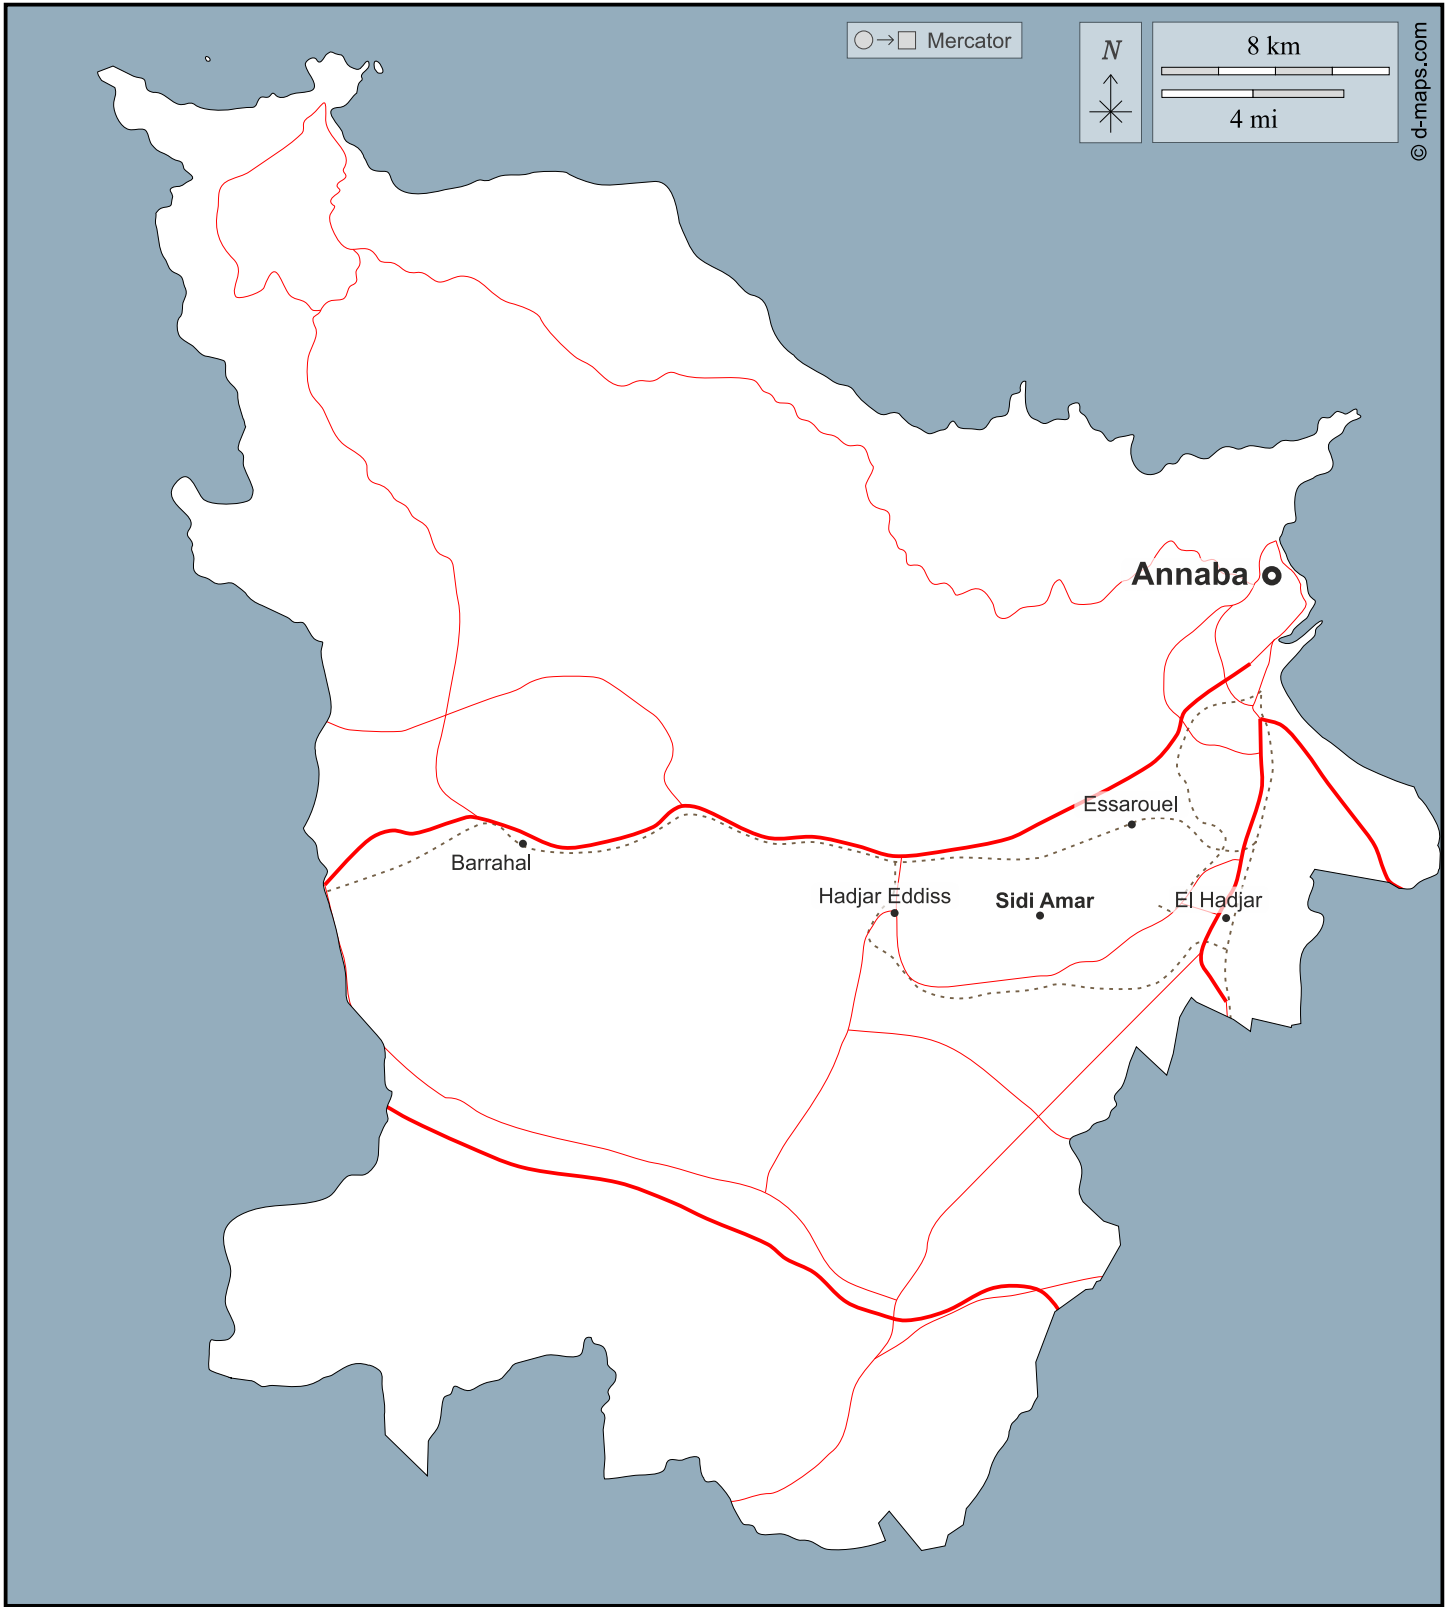 Mercator
N
8 km
4 mi
© d-maps.com
Annaba
Essarouel
Barrahal
Hadjar Eddiss
Sidi Amar
El Hadjar